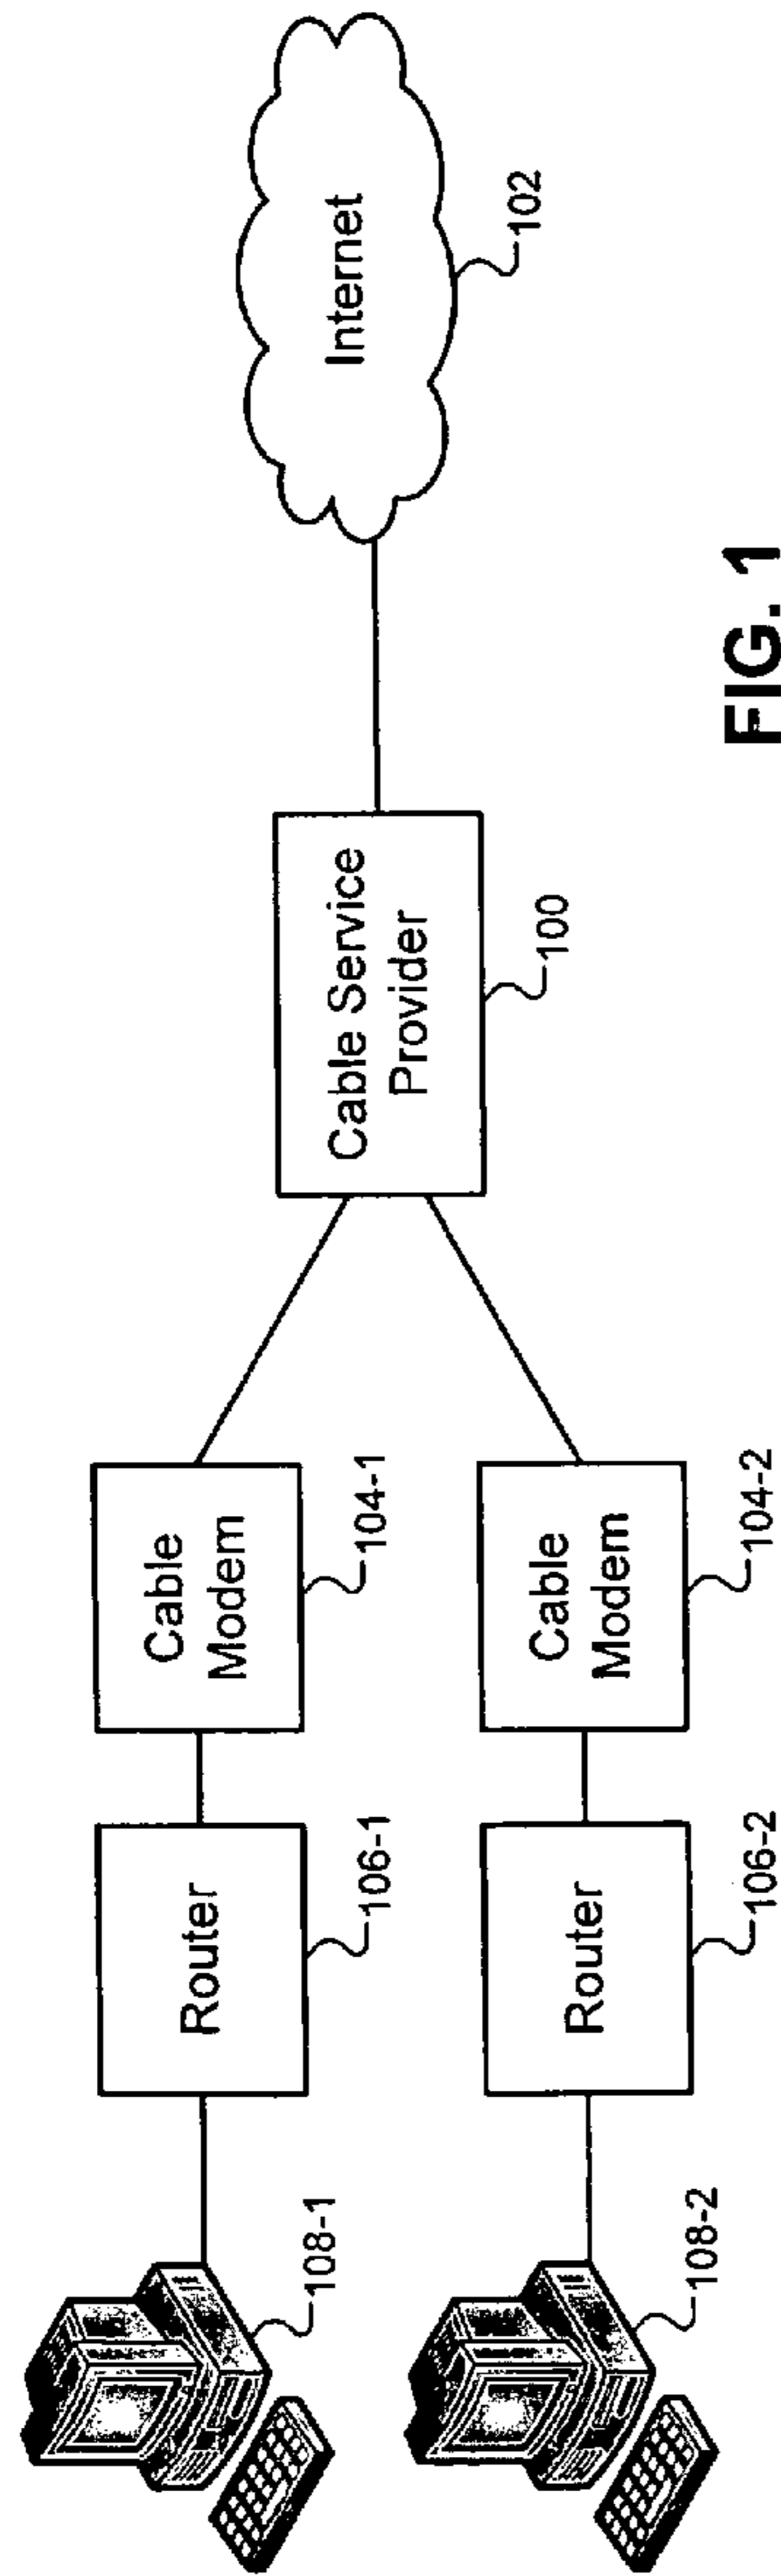 108-1
Router
106-1
Cable
Modem
104-1
108-2
Router
106-2
Cable
Modem
104-2
Cable Service
Provider
100
Internet
102
FIG. 1